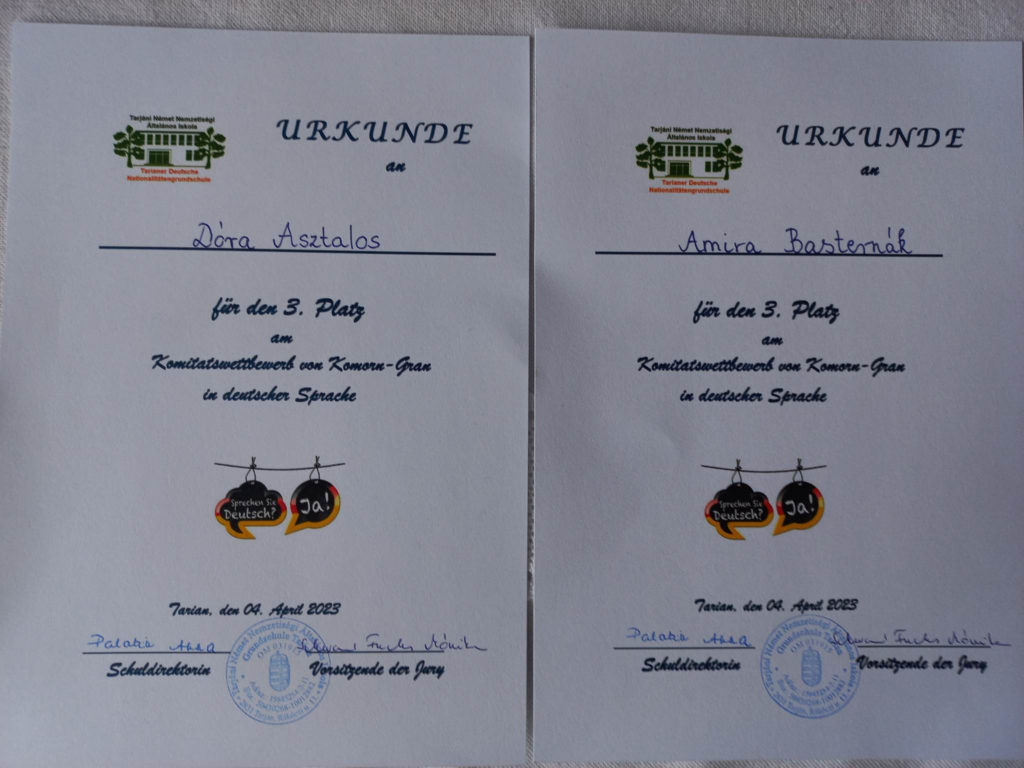 Tarjáni Német Nemzetiségi
Általános Iskola
Tarianer Deutsche
Nationalitätengrundschule
URKUNDE
an
Dóra Asztalos
für den 3. Platz
am
Komitatswettbewerb von Komorn-Gran
in deutscher Sprache
Sprechen Sie
Deutsch?
Ja!
Tarian, den 04. April 2023
Schuldirektorin
Vorsitzende der Jury
Tarjáni Német Nemzetiségi
Általános Iskola
Tarianer Deutsche
Nationalitätengrundschule
URKUNDE
an
Amira Basternák
für den 3. Platz
am
Komitatswettbewerb von Komorn-Gran
in deutscher Sprache
Sprechen Sie
Deutsch?
Ja!
Tarian, den 04. April 2023
Schuldirektorin
Vorsitzende der Jury